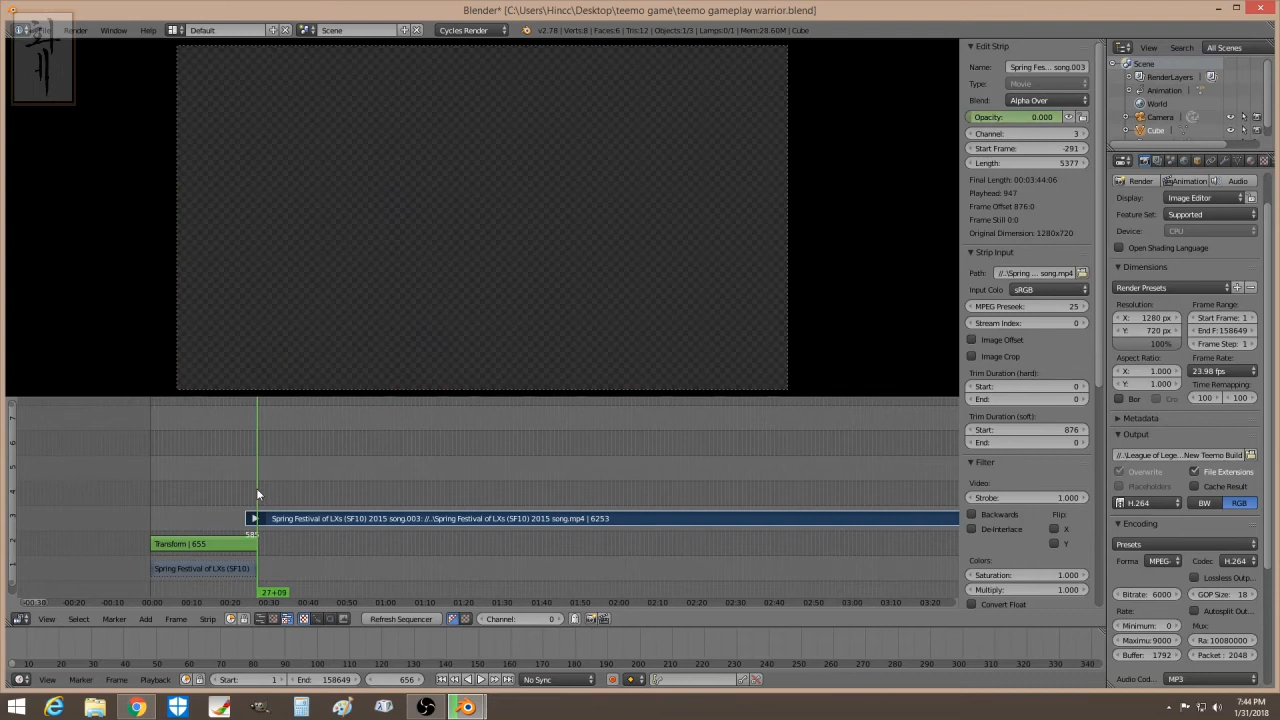 Blender* [C:\Users\Hincc\Desktop\teemo game\teemo gameplay warrior.blend]
File Render Window Help Default Scene Cycles Render v2.78 | Verts:8 | Faces:6 | Tris:12 | Objects:1/3 | Lamps:0/1 | Mem:28.60M | Cube
View Search All Scenes
Scene
RenderLayers
Animation
World
Camera
Cube
Edit Strip
Name: Spring Fes... song.003
Type: Movie
Blend: Alpha Over
Opacity: 0.000
Channel: 3
Start Frame: -291
Length: 5377
Final Length: 00:03:44:06
Playhead: 947
Frame Offset 876:0
Frame Still 0:0
Original Dimension: 1280x720
Strip Input
Path: //..\Spring ... song.mp4
Input Colo sRGB
MPEG Preseek: 25
Stream Index: 0
Image Offset
Image Crop
Trim Duration (hard):
Start: 0
End: 0
Trim Duration (soft):
Start: 876
End: 0
Filter
Video:
Strobe: 1.000
Backwards Flip:
De-Interlace X
Y
Colors:
Saturation: 1.000
Multiply: 1.000
Convert Float
Render Animation Audio
Display: Image Editor
Feature Set: Supported
Device: CPU
Open Shading Language
Dimensions
Render Presets
Resolution: Frame Range:
X: 1280 px Start Frame: 1
Y: 720 px End F: 158649
100% Frame Step: 1
Aspect Ratio: Frame Rate:
X: 1.000 23.98 fps
Y: 1.000 Time Remapping:
Bor Cro 100 100
Metadata
Output
//..\League of Lege...New Teemo Build
Overwrite File Extensions
Placeholders Cache Result
H.264 BW RGB
Encoding
Presets
Forma MPEG- Codec H.264
Lossless Outp...
Bitrate: 6000 GOP Size: 18
Rate: Autosplit Out...
Minimum: 0 Mux:
Maximu: 9000 Ra: 10080000
Buffer: 1792 Packet : 2048
Audio Cod... MP3
7
6
5
4
3
2
1
Spring Festival of LXs (SF10) 2015 song.003: //..\Spring Festival of LXs (SF10) 2015 song.mp4 | 6253
585
Transform | 655
Spring Festival of LXs (SF10)
27+09
-00:30 -00:20 -00:10 00:00 00:10 00:20 00:30 00:40 00:50 01:00 01:10 01:20 01:30 01:40 01:50 02:00 02:10 02:20 02:30 02:40 02:50 03:00 03:10 03:20
View Select Marker Add Frame Strip Refresh Sequencer Channel: 0
10 20 30 40 50 60 70 80 90 100 110 120 130 140 150 160 170 180 190 200 210 220 230 240 250 260 270 280 290 300 310 320 330 340
View Marker Frame Playback Start: 1 End: 158649 656 No Sync
7:44 PM
1/31/2018